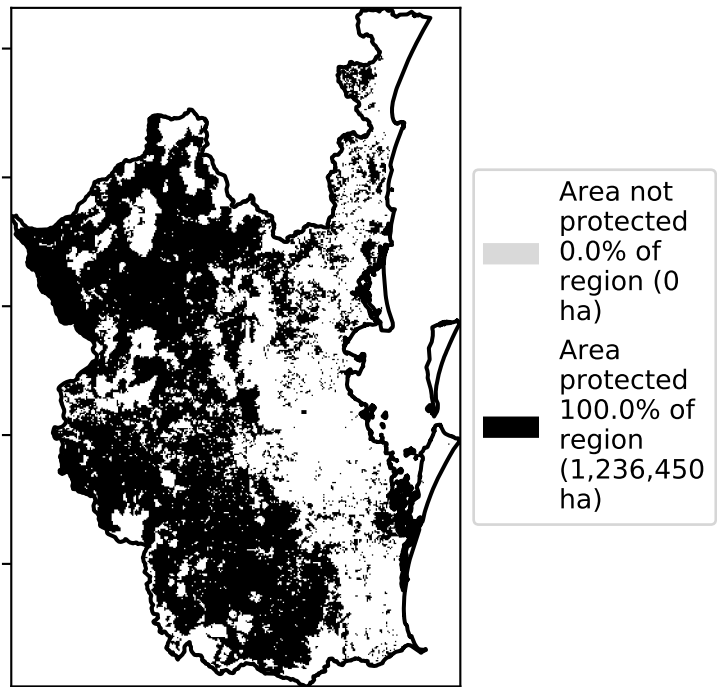 Area not
protected
0.0% of
region (0
ha)
Area
protected
100.0% of
region
(1,236,450
ha)